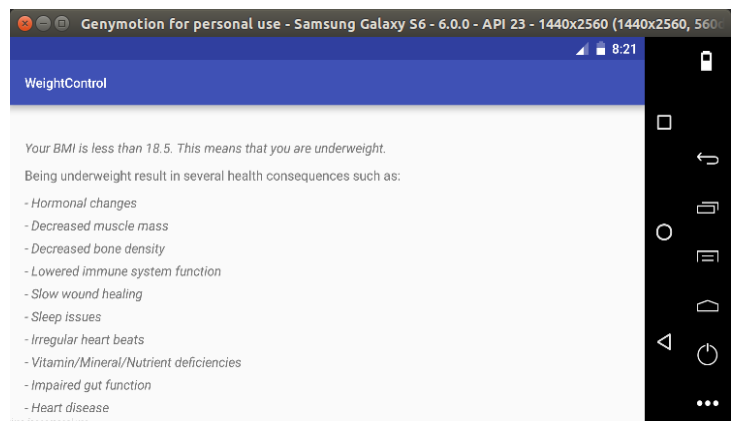 Genymotion for personal use - Samsung Galaxy S6 - 6.0.0 - API 23 - 1440x2560 (1440x2560, 560
8:21
WeightControl
Your BMI is less than 18.5. This means that you are underweight.
Being underweight result in several health consequences such as:
- Hormonal changes
- Decreased muscle mass
- Decreased bone density
- Lowered immune system function
- Slow wound healing
- Sleep issues
- Irregular heart beats
- Vitamin/Mineral/Nutrient deficiencies
- Impaired gut function
- Heart disease